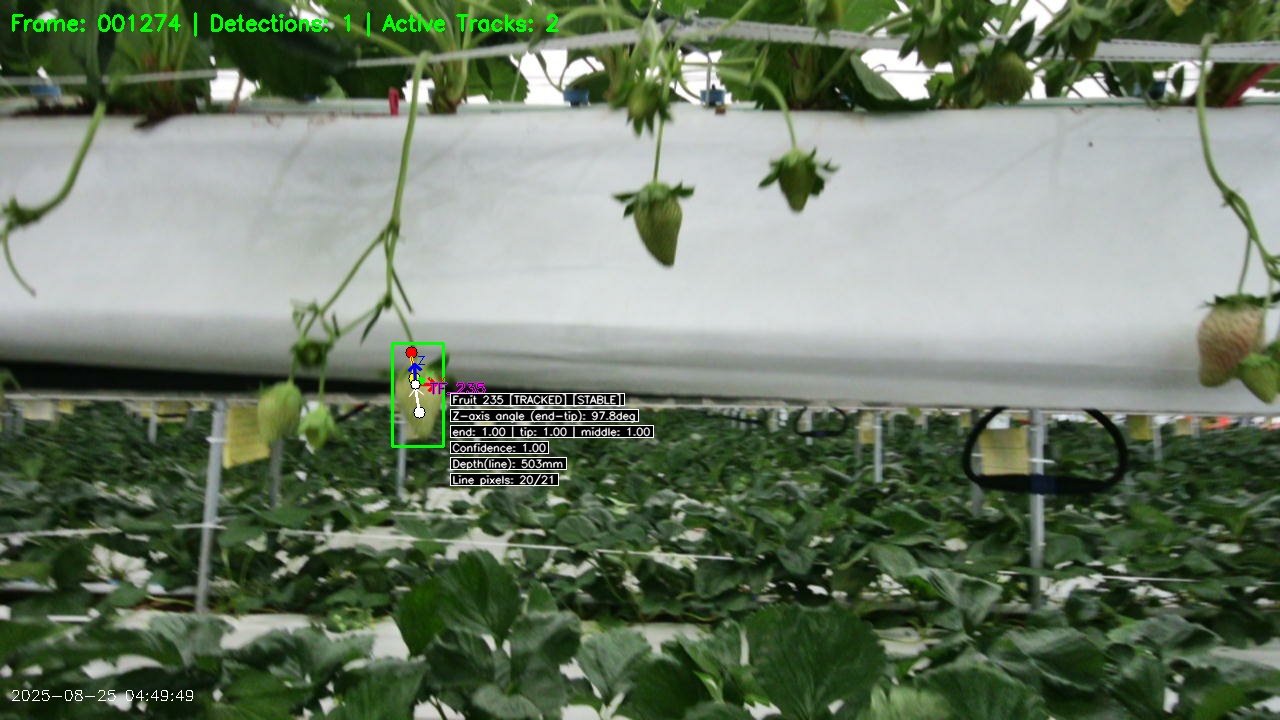 Frame: 001274 | Detections: 1 | Active Tracks: 2
Z
TF_235
Fruit 235 [TRACKED] [STABLE]
Z-axis angle (end-tip): 97.8deg
end: 1.00 | tip: 1.00 | middle: 1.00
Confidence: 1.00
Depth(line): 503mm
Line pixels: 20/21
2025-08-25 04:49:49